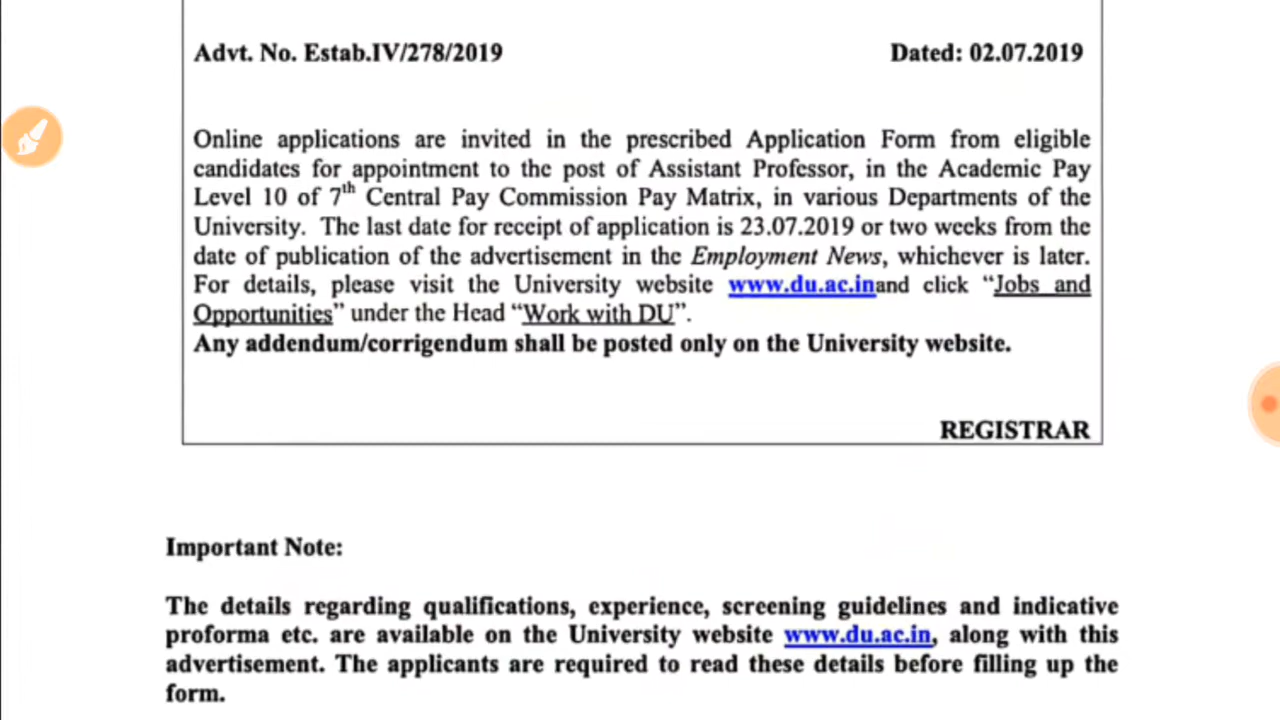 Advt. No. Estab.IV/278/2019 Dated: 02.07.2019
Online applications are invited in the prescribed Application Form from eligible
candidates for appointment to the post of Assistant Professor, in the Academic Pay
Level 10 of 7th Central Pay Commission Pay Matrix, in various Departments of the
University. The last date for receipt of application is 23.07.2019 or two weeks from the
date of publication of the advertisement in the Employment News, whichever is later.
For details, please visit the University website www.du.ac.inand click “Jobs and
Opportunities” under the Head “Work with DU”.
Any addendum/corrigendum shall be posted only on the University website.
REGISTRAR
Important Note:
The details regarding qualifications, experience, screening guidelines and indicative
proforma etc. are available on the University website www.du.ac.in, along with this
advertisement. The applicants are required to read these details before filling up the
form.